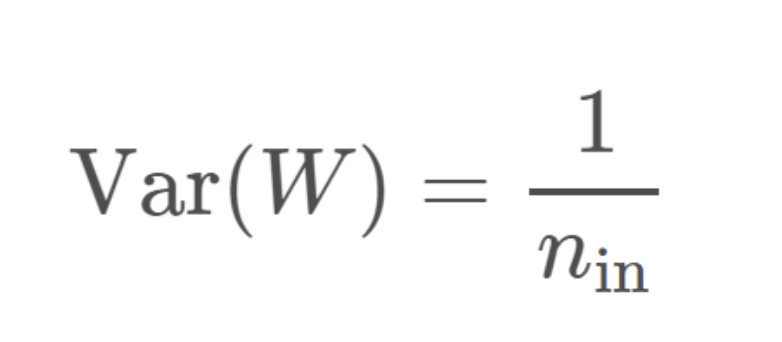 Var(W) = 1/n_in